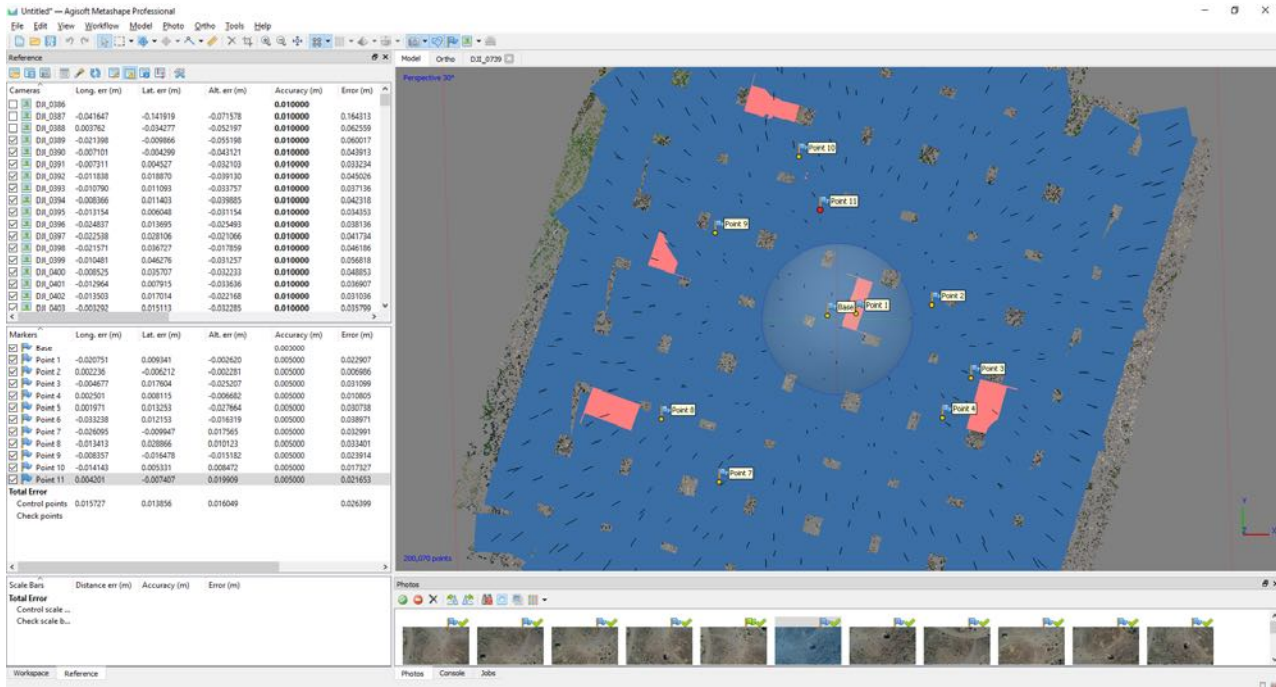 Untitled* — Agisoft Metashape Professional
File Edit View Workflow Model Photo Ortho Tools Help
Reference
Cameras Long. err (m) Lat. err (m) Alt. err (m) Accuracy (m) Error (m)
DJI_0386 0.010000
DJI_0387 -0.041647 -0.141919 -0.071578 0.010000 0.164313
DJI_0388 0.003762 -0.034277 -0.052197 0.010000 0.062559
DJI_0389 -0.021398 -0.009866 -0.055198 0.010000 0.060017
DJI_0390 -0.007101 -0.004299 -0.043121 0.010000 0.043913
DJI_0391 -0.007311 0.004527 -0.032103 0.010000 0.033234
DJI_0392 -0.011838 0.018870 -0.039130 0.010000 0.045026
DJI_0393 -0.010790 0.011093 -0.033757 0.010000 0.037136
DJI_0394 -0.008366 0.011403 -0.039885 0.010000 0.042318
DJI_0395 -0.013154 0.006048 -0.031154 0.010000 0.034353
DJI_0396 -0.024837 0.013695 -0.025493 0.010000 0.038136
DJI_0397 -0.022538 0.028106 -0.021066 0.010000 0.041734
DJI_0398 -0.021571 0.036727 -0.017859 0.010000 0.046186
DJI_0399 -0.010481 0.046276 -0.031257 0.010000 0.056818
DJI_0400 -0.008525 0.035707 -0.032233 0.010000 0.048853
DJI_0401 -0.012964 0.007915 -0.033636 0.010000 0.036907
DJI_0402 -0.013503 0.017014 -0.022168 0.010000 0.031036
DJI_0403 -0.003292 0.015113 -0.032285 0.010000 0.035799
Markers Long. err (m) Lat. err (m) Alt. err (m) Accuracy (m) Error (m)
Base 0.003000
Point 1 -0.020751 0.009341 -0.002620 0.005000 0.022907
Point 2 0.002236 -0.006212 -0.002281 0.005000 0.006986
Point 3 -0.004677 0.017604 -0.025207 0.005000 0.031099
Point 4 0.002501 0.008115 -0.006682 0.005000 0.010805
Point 5 0.001971 0.013253 -0.027664 0.005000 0.030738
Point 6 -0.033238 0.012153 -0.016319 0.005000 0.038971
Point 7 -0.026095 -0.009947 0.017565 0.005000 0.032991
Point 8 -0.013413 0.028866 0.010123 0.005000 0.033401
Point 9 -0.008357 -0.016478 -0.015182 0.005000 0.023914
Point 10 -0.014143 0.005331 0.008472 0.005000 0.017327
Point 11 0.004201 -0.007407 0.019909 0.005000 0.021653
Total Error
Control points 0.015727 0.013856 0.016049 0.026399
Check points
Scale Bars Distance err (m) Accuracy (m) Error (m)
Total Error
Control scale ...
Check scale b...
Workspace Reference
Model Ortho DJI_0739
Perspective 30°
Point 10
Point 11
Point 9
Base Point 1
Point 2
Point 3
Point 4
Point 8
Point 7
Y
Z X
Photos
Photos Console Jobs